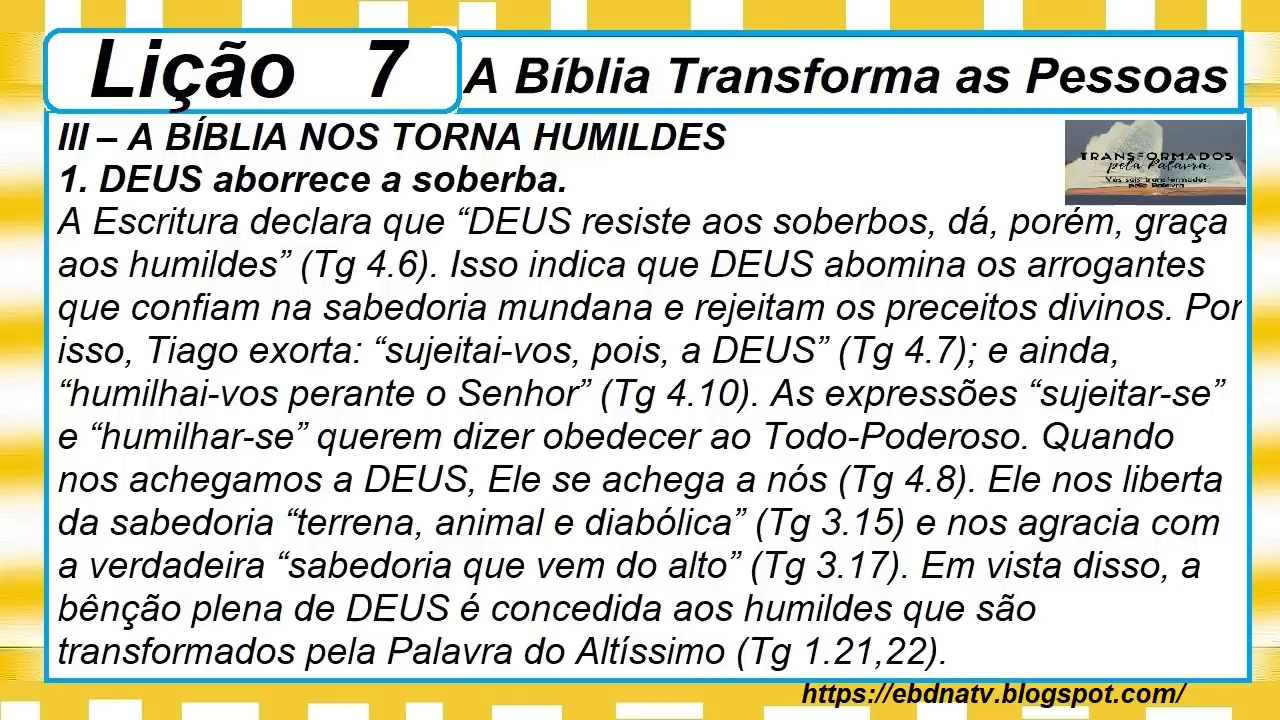 Lição 7
A Bíblia Transforma as Pessoas
III – A BÍBLIA NOS TORNA HUMILDES
1. DEUS aborrece a soberba.
TRANSFORMADOS
pela Palavra.
Vós sois transformados
pela Palavra
A Escritura declara que “DEUS resiste aos soberbos, dá, porém, graça
aos humildes” (Tg 4.6). Isso indica que DEUS abomina os arrogantes
que confiam na sabedoria mundana e rejeitam os preceitos divinos. Por
isso, Tiago exorta: “sujeitai-vos, pois, a DEUS” (Tg 4.7); e ainda,
“humilhai-vos perante o Senhor” (Tg 4.10). As expressões “sujeitar-se”
e “humilhar-se” querem dizer obedecer ao Todo-Poderoso. Quando
nos achegamos a DEUS, Ele se achega a nós (Tg 4.8). Ele nos liberta
da sabedoria “terrena, animal e diabólica” (Tg 3.15) e nos agracia com
a verdadeira “sabedoria que vem do alto” (Tg 3.17). Em vista disso, a
bênção plena de DEUS é concedida aos humildes que são
transformados pela Palavra do Altíssimo (Tg 1.21,22).
https://ebdnatv.blogspot.com/